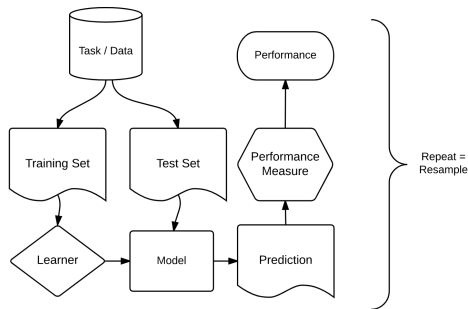 Task / Data
Performance
Training Set
Test Set
Performance
Measure
Repeat =
Resample
Learner
Model
Prediction